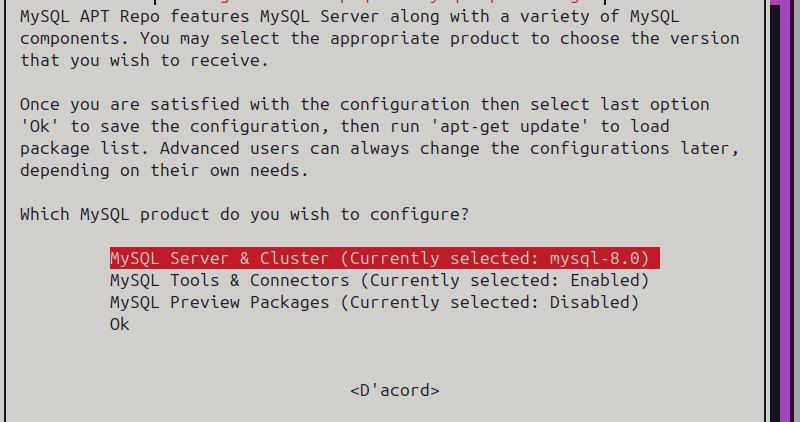 MySQL APT Repo features MySQL Server along with a variety of MySQL
components. You may select the appropriate product to choose the version
that you wish to receive.
Once you are satisfied with the configuration then select last option
'Ok' to save the configuration, then run 'apt-get update' to load
package list. Advanced users can always change the configurations later,
depending on their own needs.
Which MySQL product do you wish to configure?
MySQL Server & Cluster (Currently selected: mysql-8.0)
MySQL Tools & Connectors (Currently selected: Enabled)
MySQL Preview Packages (Currently selected: Disabled)
Ok
<D'acord>